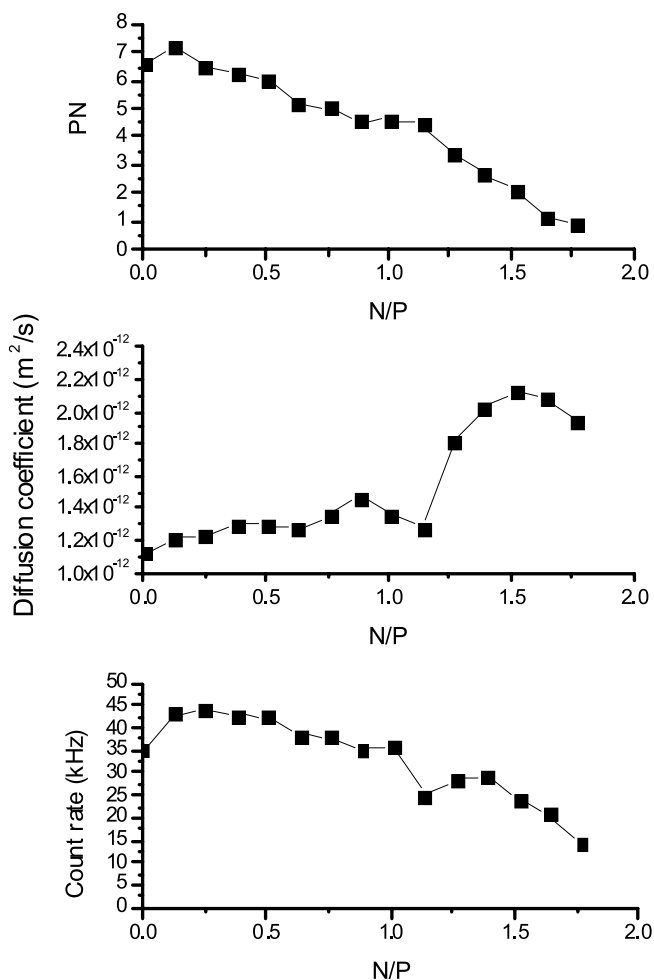 8
7
6
5
4
3
2
1
0
PN
0.0 0.5 1.0 1.5 2.0
N/P
2.4x10⁻¹²
2.2x10⁻¹²
2.0x10⁻¹²
1.8x10⁻¹²
1.6x10⁻¹²
1.4x10⁻¹²
1.2x10⁻¹²
1.0x10⁻¹²
Diffusion coefficient (m²/s)
0.0 0.5 1.0 1.5 2.0
N/P
50
45
40
35
30
25
20
15
10
5
0
Count rate (kHz)
0.0 0.5 1.0 1.5 2.0
N/P